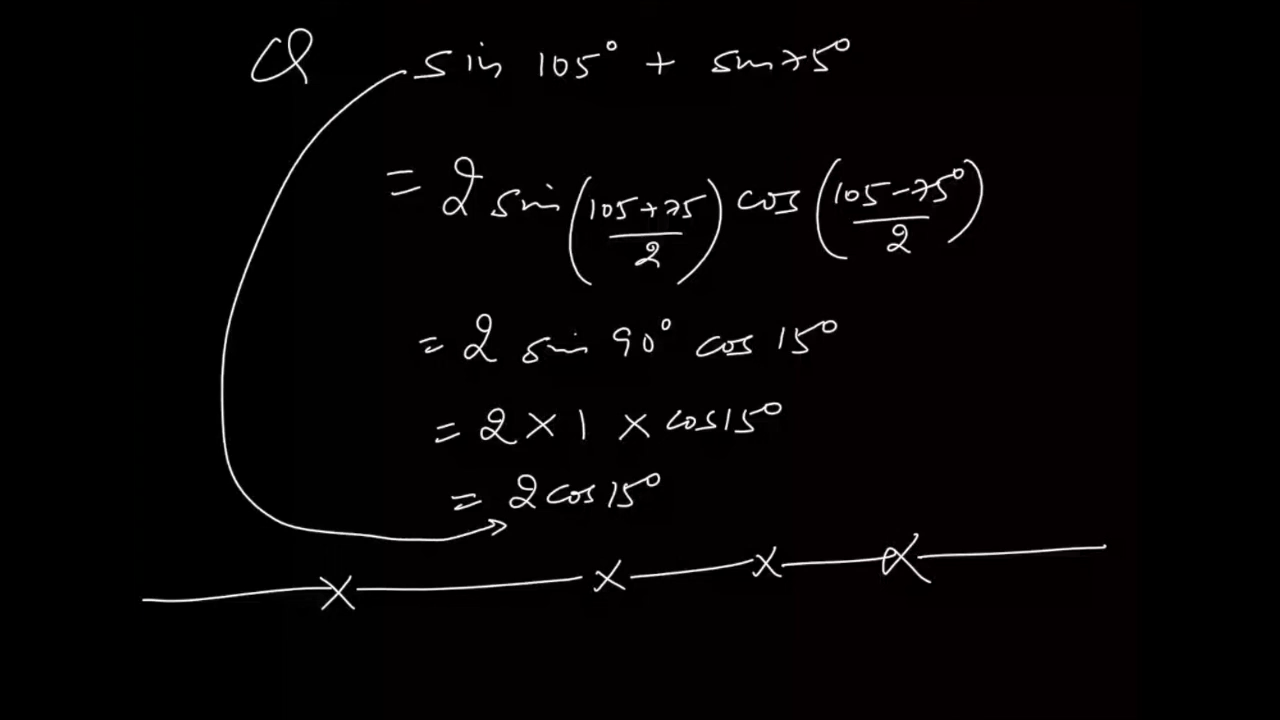 Q sin 105° + sin 75°
= 2 sin (105+75/2) cos (105-75°/2)
= 2 sin 90° cos 15°
= 2 × 1 × cos 15°
= 2 cos 15°